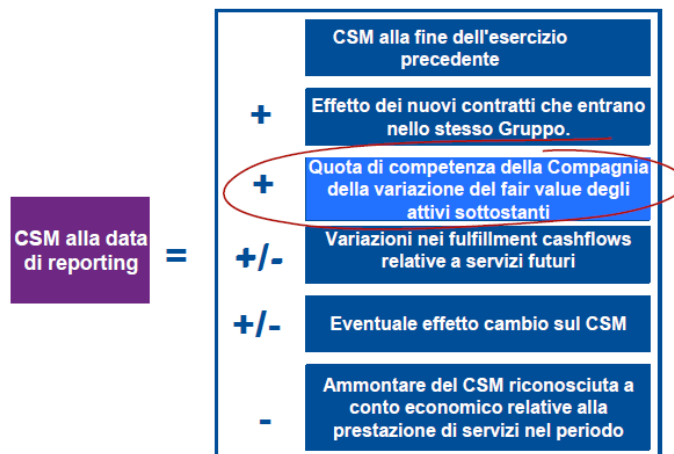 CSM alla fine dell'esercizio
precedente
+
Effetto dei nuovi contratti che entrano
nello stesso Gruppo.
+
Quota di competenza della Compagnia
della variazione del fair value degli
attivi sottostanti
CSM alla data
di reporting
=
+/-
Variazioni nei fulfillment cashflows
relative a servizi futuri
+/-
Eventuale effetto cambio sul CSM
-
Ammontare del CSM riconosciuta a
conto economico relative alla
prestazione di servizi nel periodo